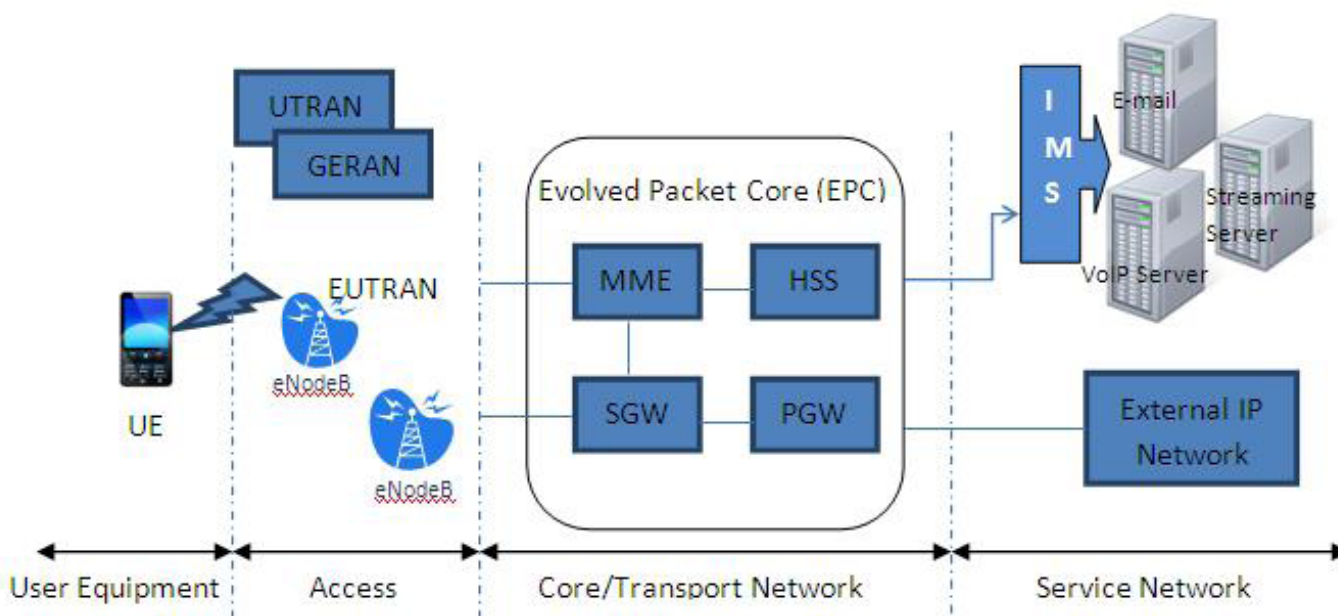 UTRAN
GERAN
EUTRAN
eNodeB
eNodeB
UE
Evolved Packet Core (EPC)
MME
HSS
SGW
PGW
I
M
S
E-mail
Streaming
Server
VoIP Server
External IP
Network
User Equipment
Access
Core/Transport Network
Service Network